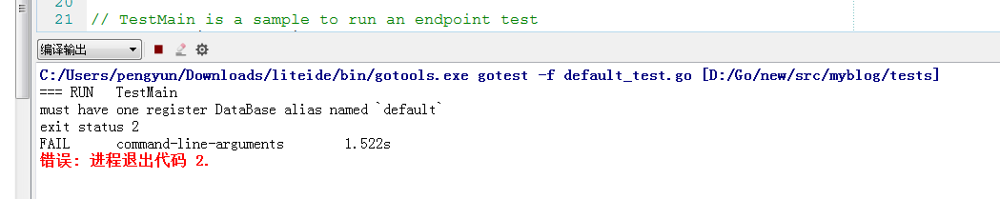 20
21 // TestMain is a sample to run an endpoint test
编译输出
C:/Users/pengyun/Downloads/liteide/bin/gotools.exe gotest -f default_test.go [D:/Go/new/src/myblog/tests]
=== RUN   TestMain
must have one register DataBase alias named `default`
exit status 2
FAIL    command-line-arguments  1.522s
错误: 进程退出代码 2.